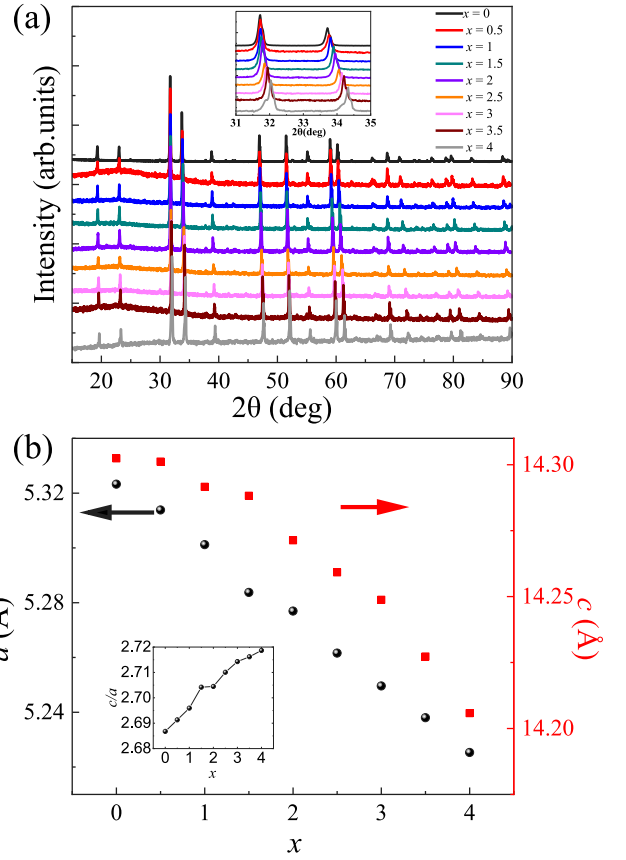 (a)
Intensity (arb.units)
x = 0
x = 0.5
x = 1
x = 1.5
x = 2
x = 2.5
x = 3
x = 3.5
x = 4
31 32 33 34 35
2θ(deg)
20 30 40 50 60 70 80 90
2θ (deg)
(b)
5.32
5.28
5.24
a (Å)
14.30
14.25
14.20
c (Å)
2.72
2.71
2.70
2.69
2.68
c/a
0 1 2 3 4
x
0 1 2 3 4
x